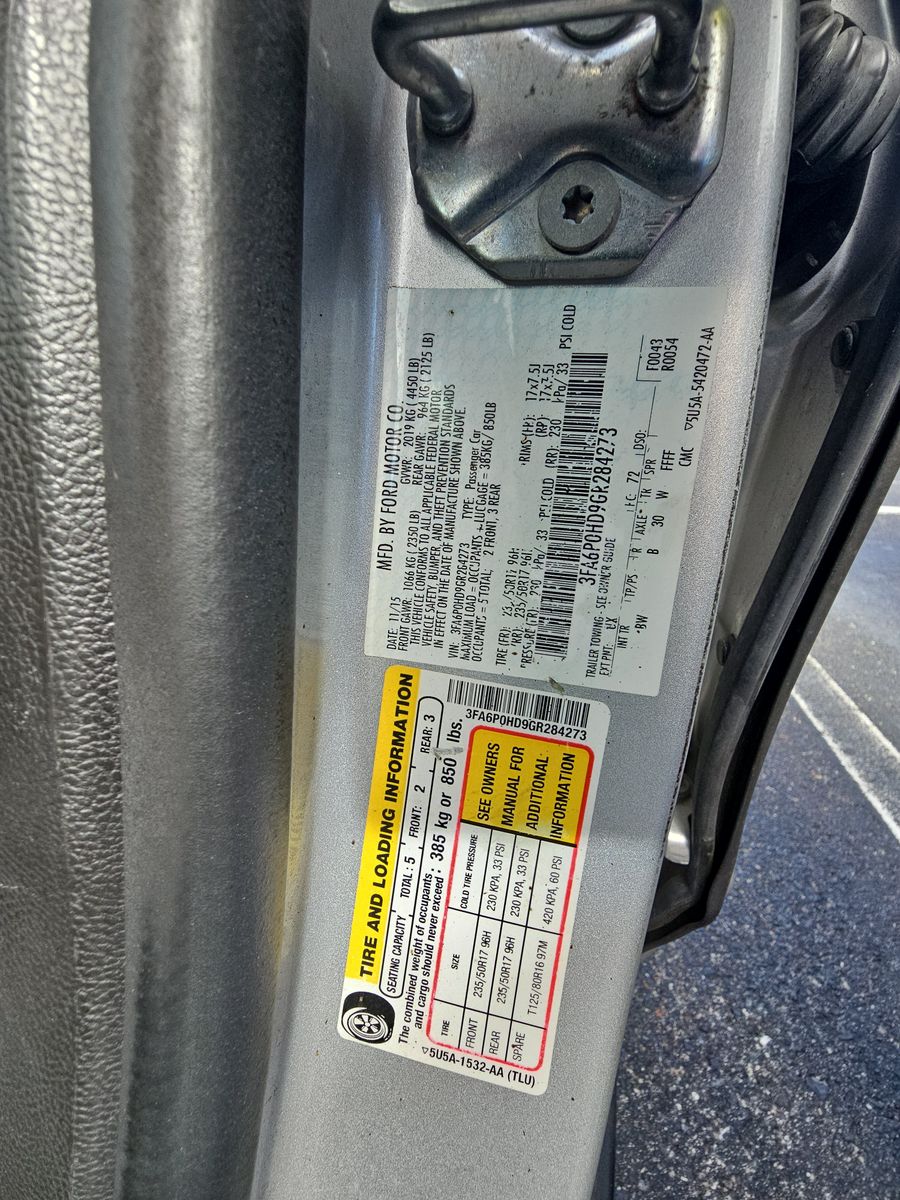 MFD. BY FORD MOTOR CO.
DATE: 11/15 GVWR: 2019 KG ( 4450 LB)
FRONT GAWR: 1066 KG ( 2350 LB) REAR GAWR: 964 KG ( 2125 LB)
THIS VEHICLE CONFORMS TO ALL APPLICABLE FEDERAL MOTOR
VEHICLE SAFETY, BUMPER, AND THEFT PREVENTION STANDARDS
IN EFFECT ON THE DATE OF MANUFACTURE SHOWN ABOVE.
VIN: 3FA6P0HD9GR284273 TYPE: Passenger Car
MAXIMUM LOAD = OCCUPANTS + LUGGAGE = 385KG/ 850LB
OCCUPANTS = 5 TOTAL, 2 FRONT, 3 REAR
TIRE (FR): 235/50R17 96H RIMS (FR): 17x7.5J
(RR): 235/50R17 96H (RR): 17x7.5J
PRESSURE (FR): 230 kPa/ 33 PSI COLD (RR): 230 kPa/ 33 PSI COLD
3FA6P0HD9GR284273
TRAILER TOWING - SEE OWNER GUIDE
EXT PNT: UX RC: 72 DSO: F0043
INT TR TP/PS R AXLE TR SPR R0054
BW B 30 W FFFF
CMC
▽5U5A-5420472-AA
TIRE AND LOADING INFORMATION
SEATING CAPACITY TOTAL : 5 FRONT: 2 REAR: 3
The combined weight of occupants
and cargo should never exceed : 385 kg or 850 lbs.
3FA6P0HD9GR284273
TIRE SIZE COLD TIRE PRESSURE
FRONT 235/50R17 96H 230 KPA, 33 PSI
REAR 235/50R17 96H 230 KPA, 33 PSI
SPARE T125/80R16 97M 420 KPA, 60 PSI
SEE OWNERS
MANUAL FOR
ADDITIONAL
INFORMATION
▽5U5A-1532-AA (TLU)